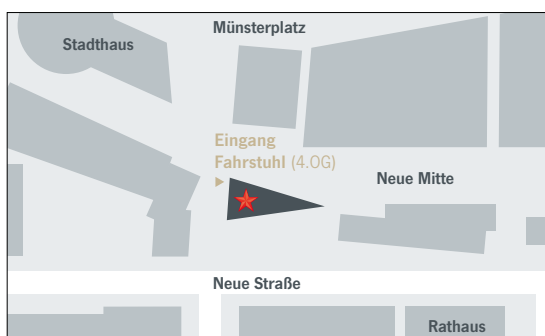 Münsterplatz
Stadthaus
Eingang
Fahrstuhl (4.OG)
Neue Mitte
Neue Straße
Rathaus